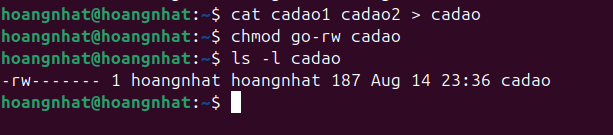 hoangnhat@hoangnhat:~$ cat cadao1 cadao2 > cadao
hoangnhat@hoangnhat:~$ chmod go-rw cadao
hoangnhat@hoangnhat:~$ ls -l cadao
-rw------- 1 hoangnhat hoangnhat 187 Aug 14 23:36 cadao
hoangnhat@hoangnhat:~$